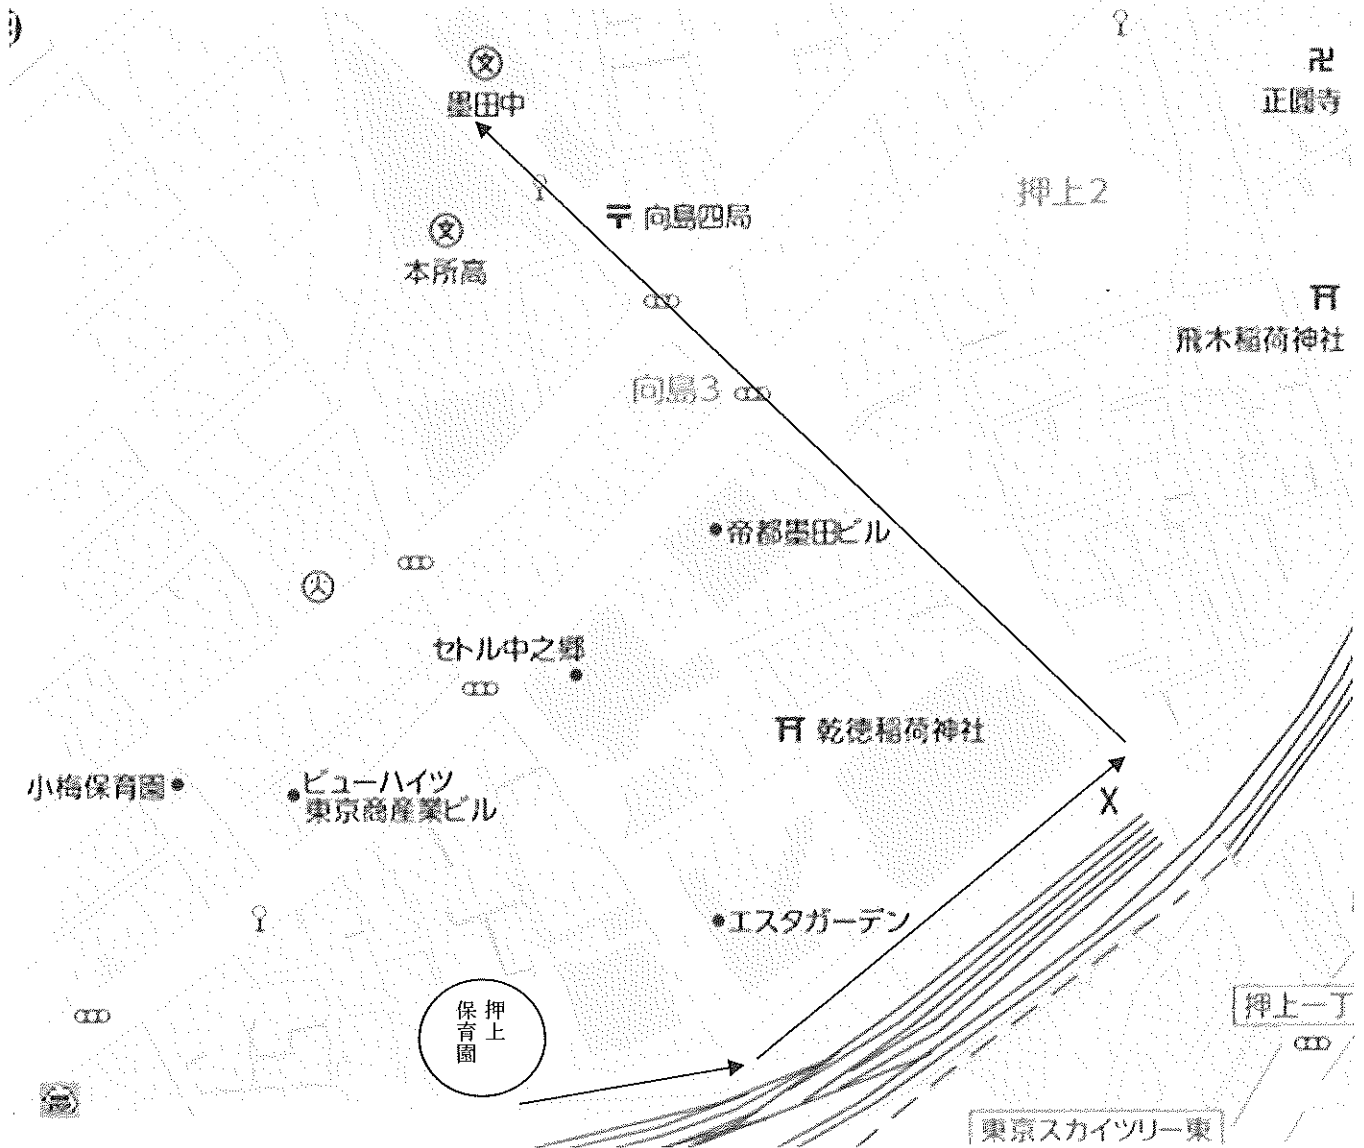 墨田中
正圓寺
押上2
向島四局
本所高
飛木稲荷神社
向島3
帝都墨田ビル
セトル中之郷
乾徳稲荷神社
小梅保育園
ビューハイツ
東京商産業ビル
X
エスタガーデン
押上
保育園
押上一丁
東京スカイツリー東